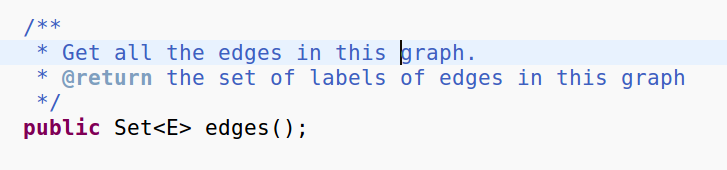 /**
 * Get all the edges in this graph.
 * @return the set of labels of edges in this graph
 */
public Set<E> edges();